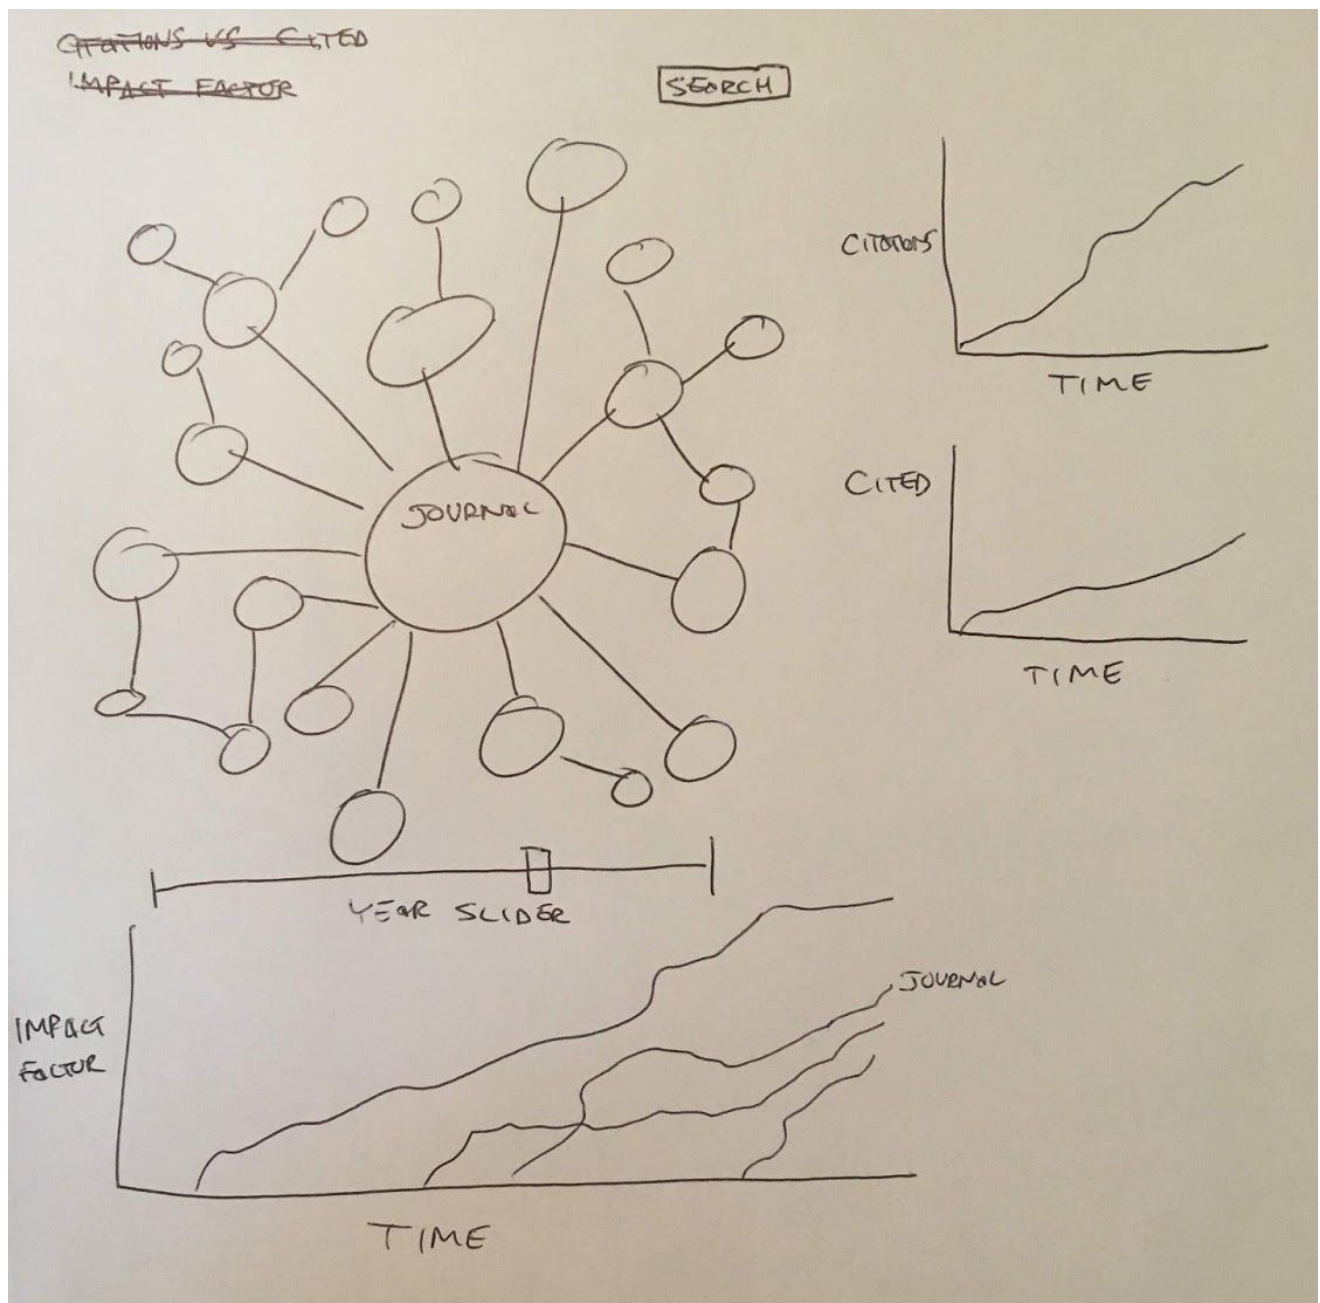 CITATIONS VS CITED
IMPACT FACTOR
SEARCH
CITATIONS
TIME
JOURNAL
CITED
TIME
YEAR SLIDER
JOURNAL
IMPACT
FACTOR
TIME